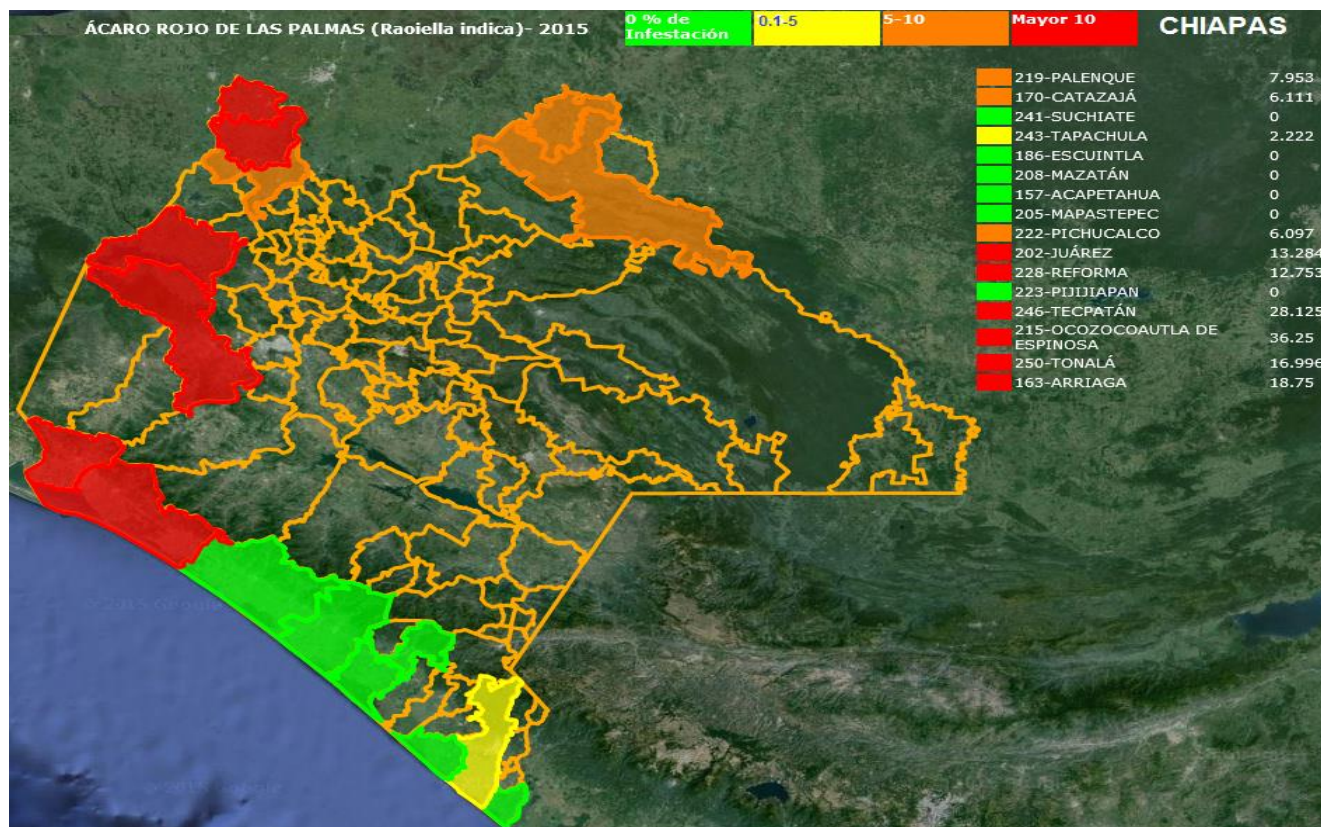 ÁCARO ROJO DE LAS PALMAS (Raoiella indica)- 2015
0 % de
Infestación
0.1-5
5-10
Mayor 10
CHIAPAS
219-PALENQUE 7.953
170-CATAZAJÁ 6.111
241-SUCHIATE 0
243-TAPACHULA 2.222
186-ESCUINTLA 0
208-MAZATÁN 0
157-ACAPETAHUA 0
205-MAPASTEPEC 0
222-PICHUCALCO 6.097
202-JUÁREZ 13.284
228-REFORMA 12.753
223-PIJIJIAPAN 0
246-TECPATÁN 28.125
215-OCOZOCOAUTLA DE
ESPINOSA 36.25
250-TONALÁ 16.996
163-ARRIAGA 18.75